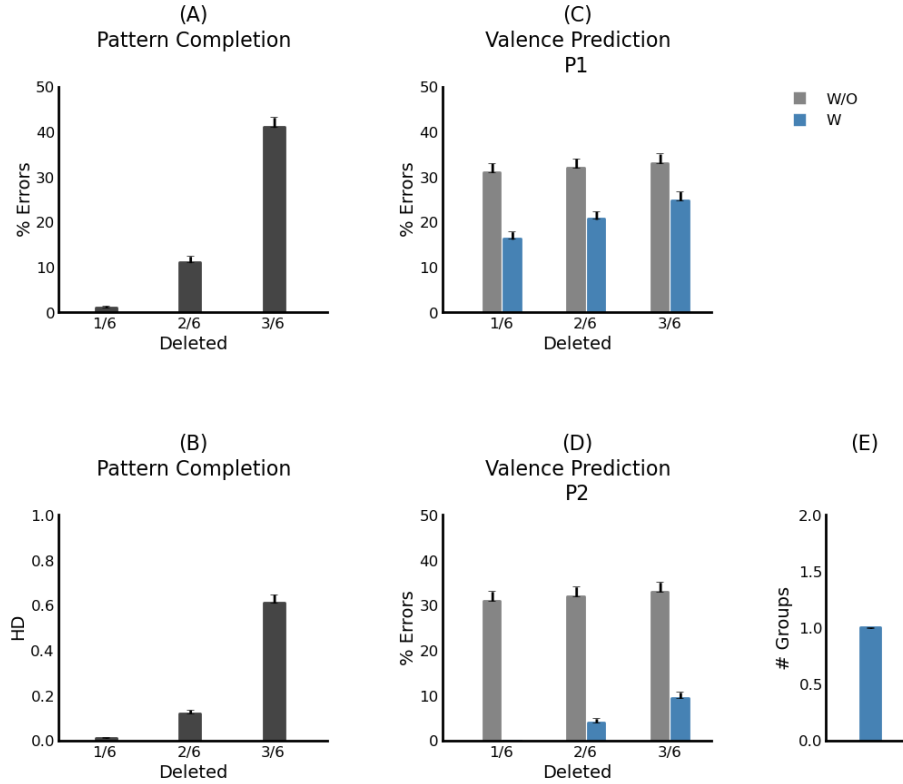 (A)
Pattern Completion
50
40
30
20
10
0
% Errors
1/6 2/6 3/6
Deleted
(C)
Valence Prediction
P1
50
40
30
20
10
0
% Errors
1/6 2/6 3/6
Deleted
W/O
W
(B)
Pattern Completion
1.0
0.8
0.6
0.4
0.2
0.0
HD
1/6 2/6 3/6
Deleted
(D)
Valence Prediction
P2
50
40
30
20
10
0
% Errors
1/6 2/6 3/6
Deleted
(E)
2.0
1.5
1.0
0.5
0.0
# Groups